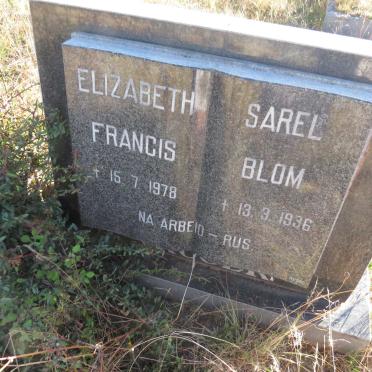 ELIZABETH
FRANCIS
† 15.7.1978
SAREL
BLOM
† 13.3.1936
NA ARBEID - RUS